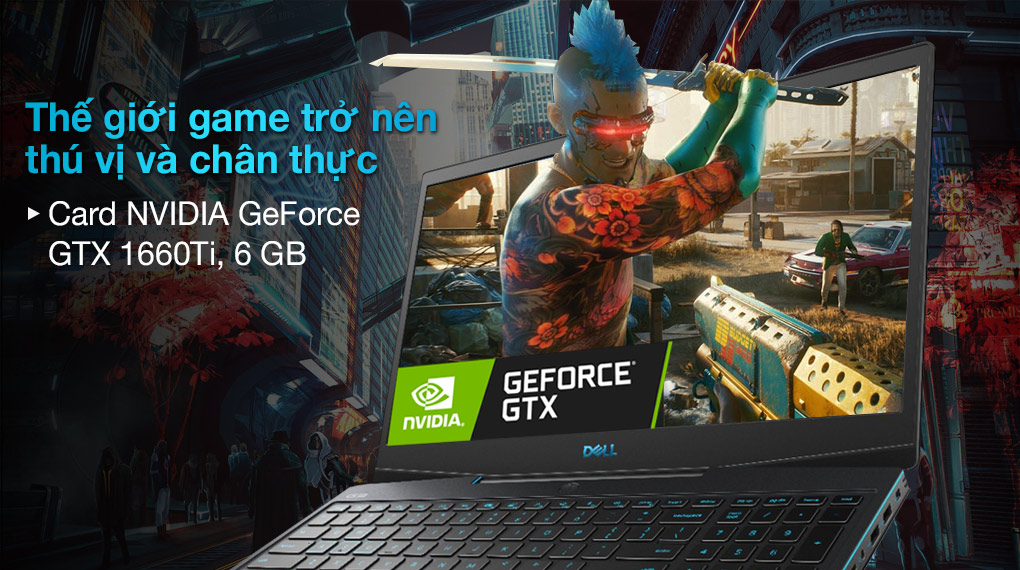 Thế giới game trở nên
thú vị và chân thực
▸ Card NVIDIA GeForce
GTX 1660Ti, 6 GB
NVIDIA.
GEFORCE®
GTX
DELL